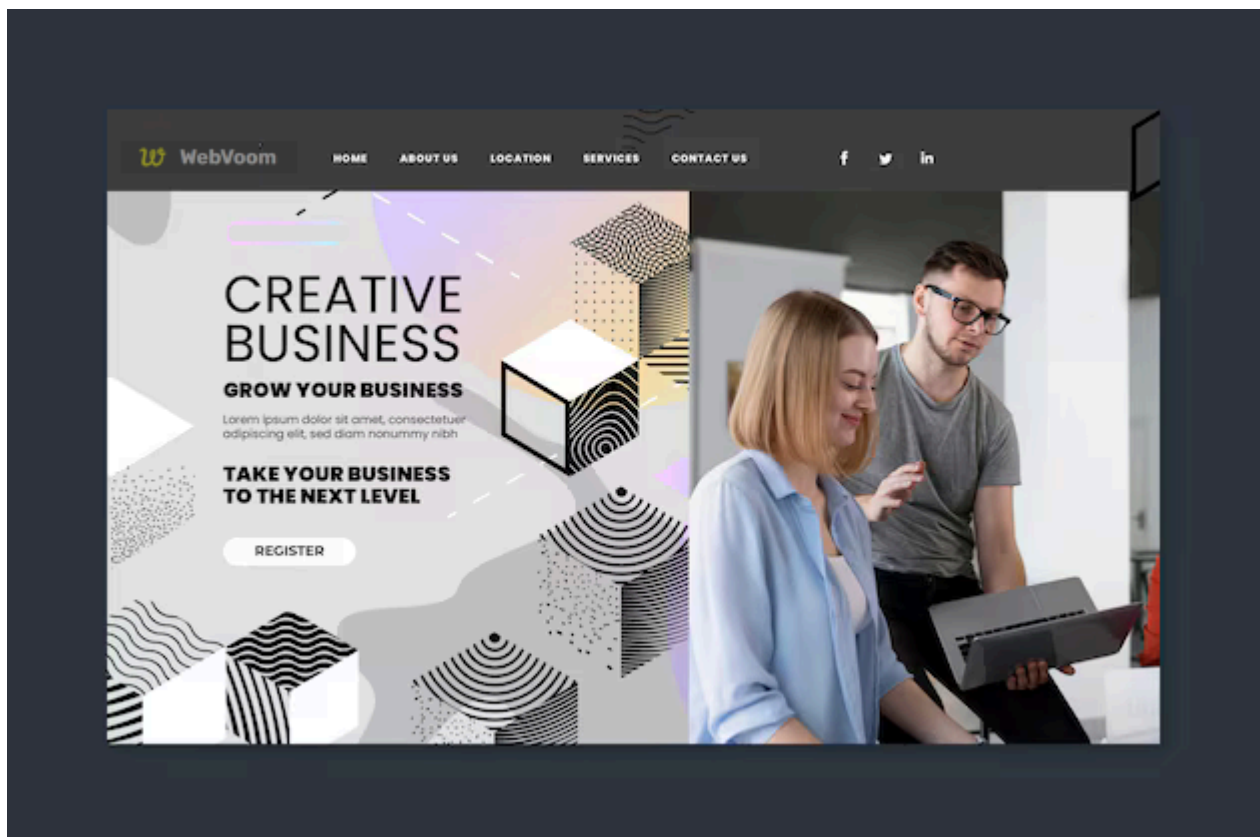 WebVoom
HOME ABOUT US LOCATION SERVICES CONTACT US
CREATIVE
BUSINESS
GROW YOUR BUSINESS
Lorem ipsum dolor sit amet, consectetuer
adipiscing elit, sed diam nonummy nibh
TAKE YOUR BUSINESS
TO THE NEXT LEVEL
REGISTER